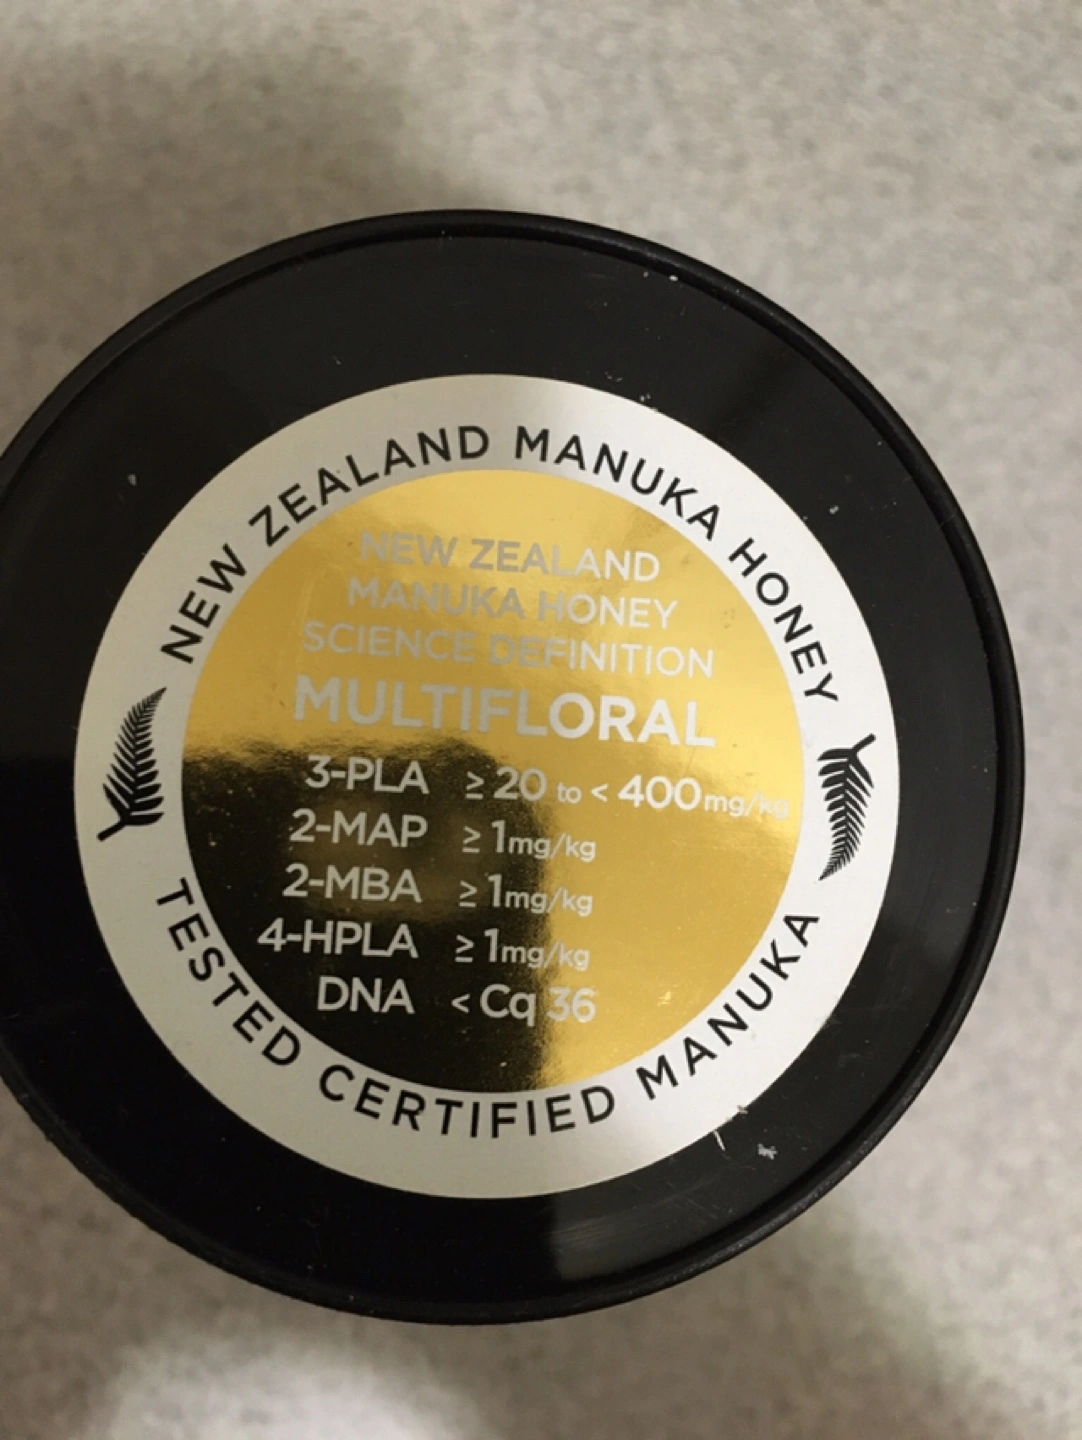 NEW ZEALAND MANUKA HONEY
NEW ZEALAND
MANUKA HONEY
SCIENCE DEFINITION
MULTIFLORAL
3-PLA ≥ 20 to < 400mg/kg
2-MAP ≥ 1mg/kg
2-MBA ≥ 1mg/kg
4-HPLA ≥ 1mg/kg
DNA < Cq 36
TESTED CERTIFIED MANUKA